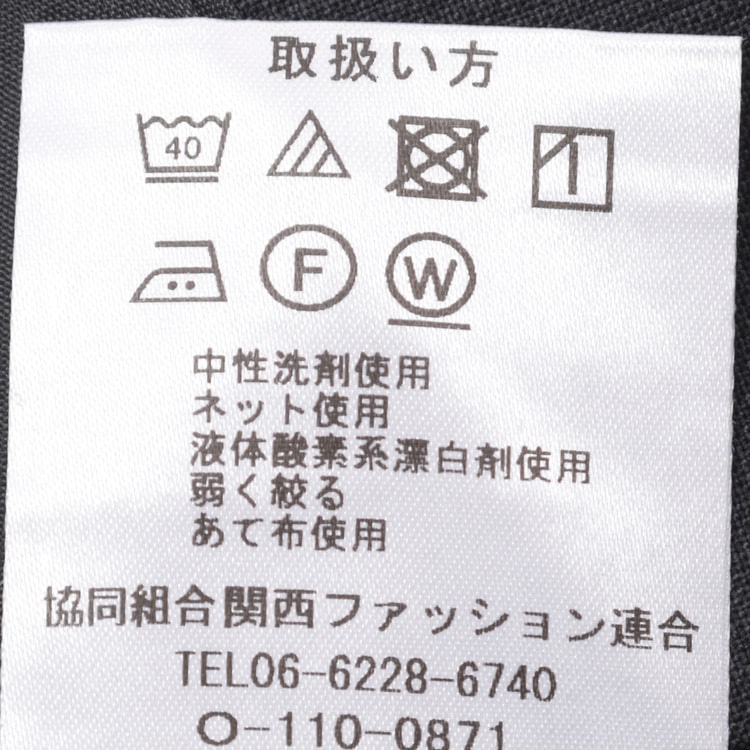 取扱い方
40
F W
中性洗剤使用
ネット使用
液体酸素系漂白剤使用
弱く絞る
あて布使用
協同組合関西ファッション連合
TEL06-6228-6740
O-110-0871